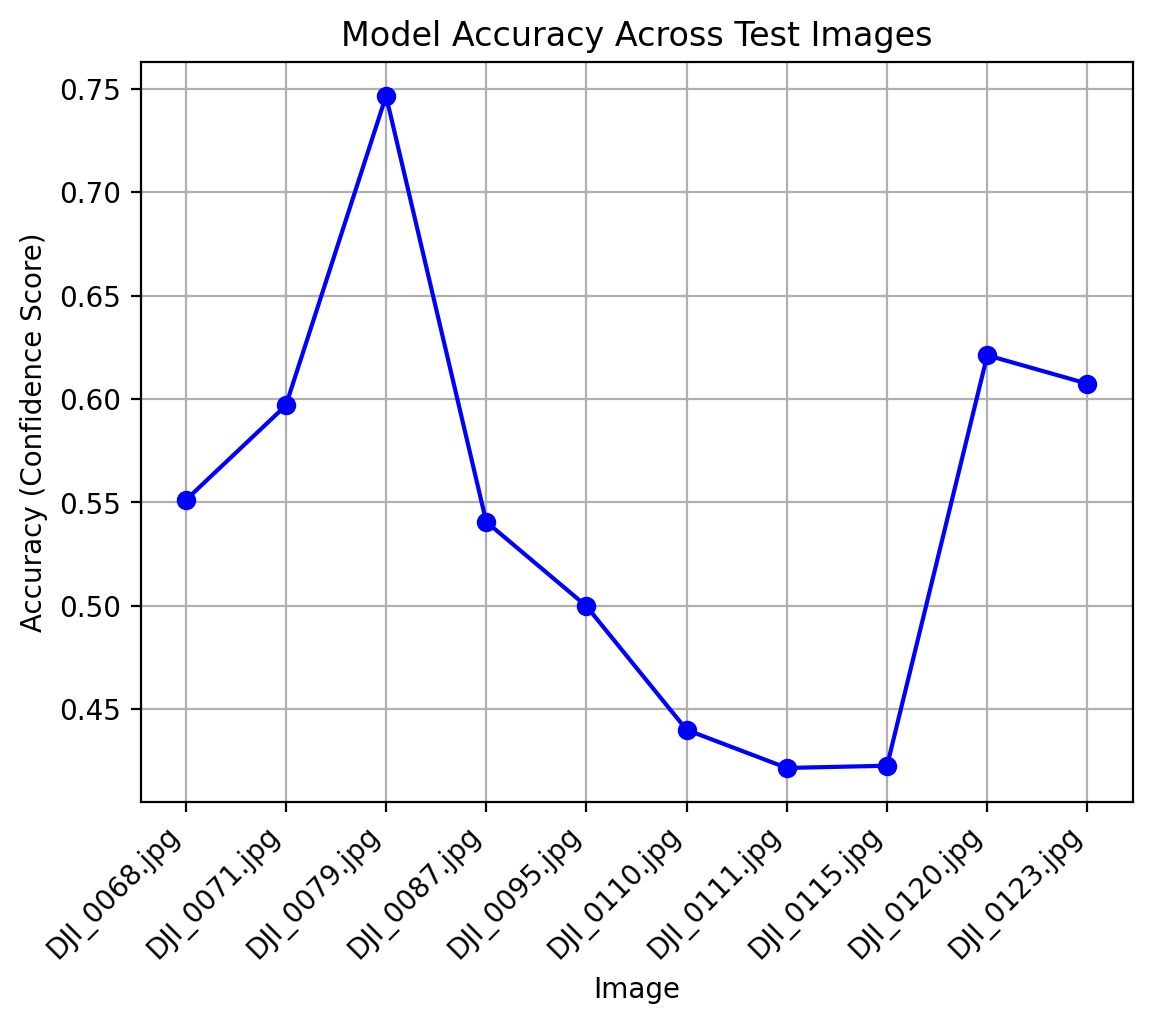 Model Accuracy Across Test Images
Accuracy (Confidence Score)
0.75
0.70
0.65
0.60
0.55
0.50
0.45
DJI_0068.jpg
DJI_0071.jpg
DJI_0079.jpg
DJI_0087.jpg
DJI_0095.jpg
DJI_0110.jpg
DJI_0111.jpg
DJI_0115.jpg
DJI_0120.jpg
DJI_0123.jpg
Image